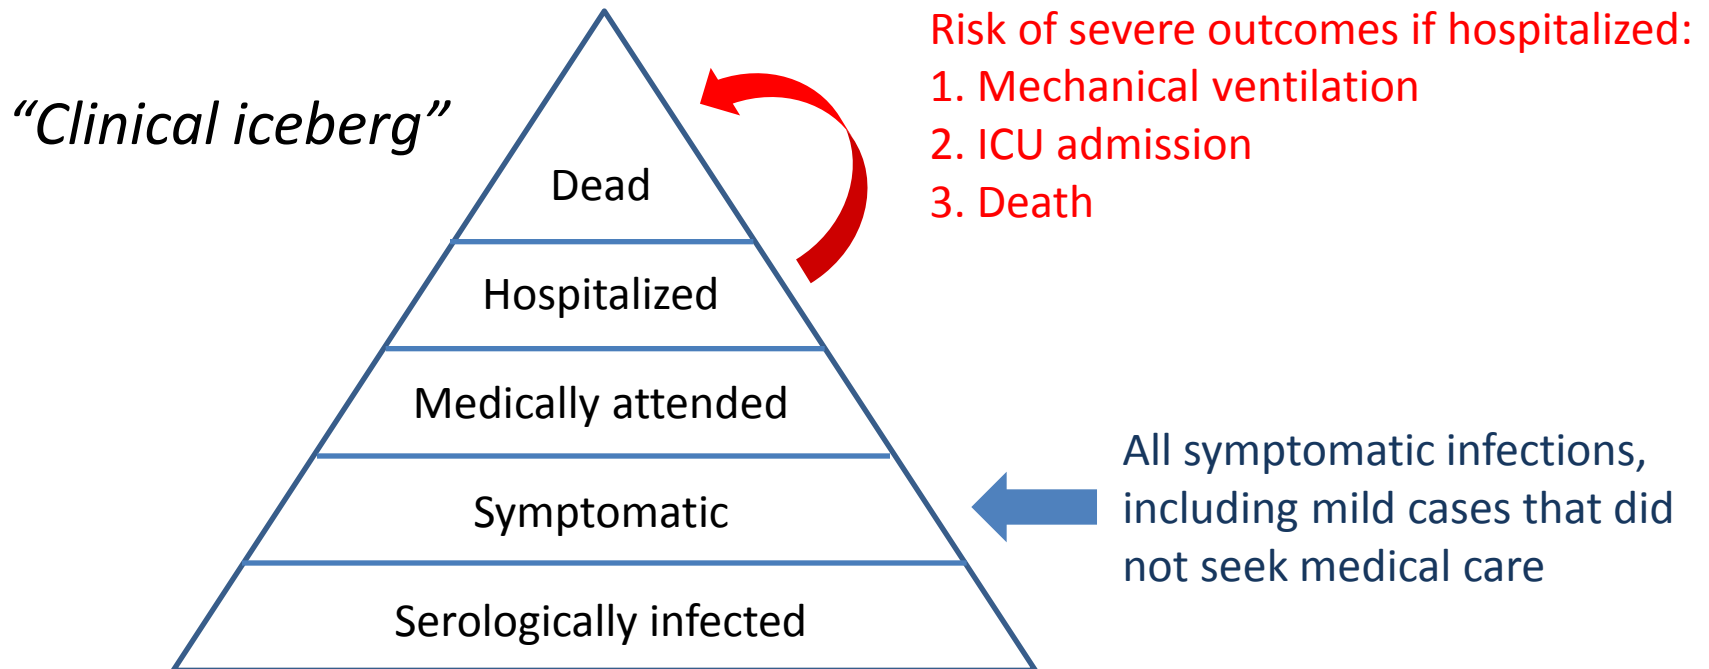 “Clinical iceberg”
Dead
Hospitalized
Medically attended
Symptomatic
Serologically infected
Risk of severe outcomes if hospitalized:
1. Mechanical ventilation
2. ICU admission
3. Death
All symptomatic infections,
including mild cases that did
not seek medical care